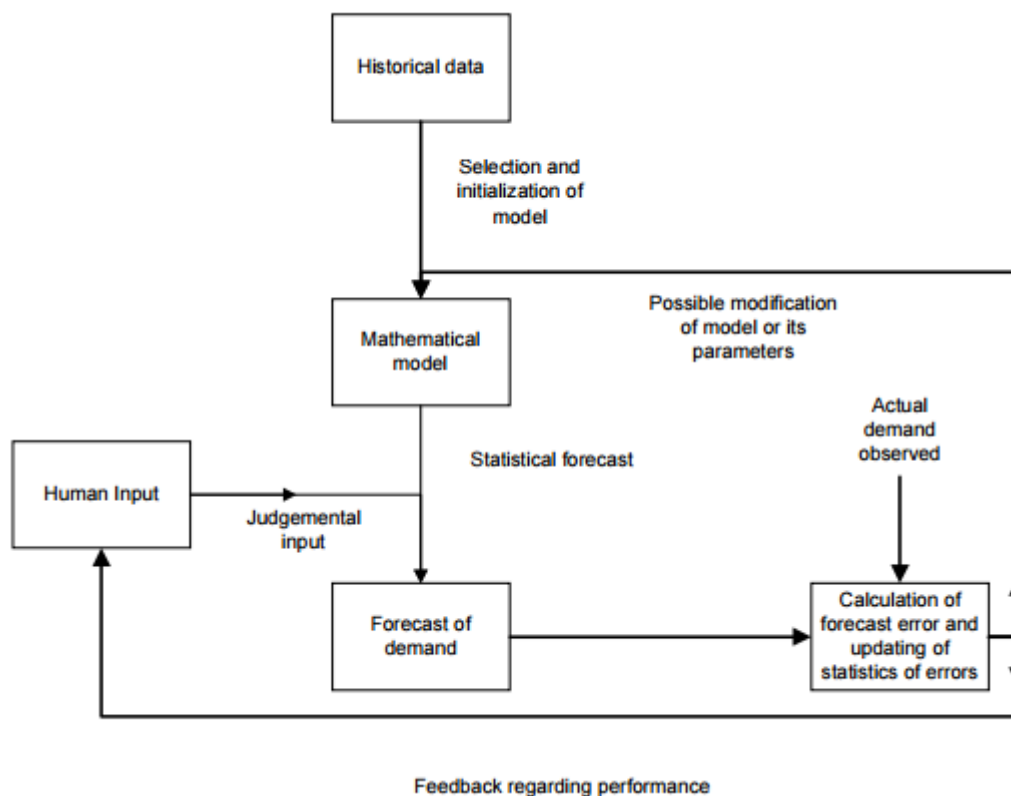 Historical data
Selection and
initialization of
model
Mathematical
model
Possible modification
of model or its
parameters
Actual
demand
observed
Statistical forecast
Human Input
Judgemental
input
Forecast of
demand
Calculation of
forecast error and
updating of
statistics of errors
Feedback regarding performance